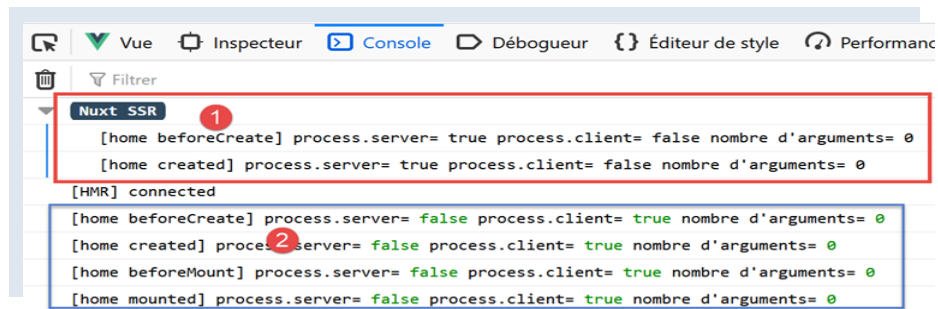 Vue Inspecteur Console Débogueur {} Éditeur de style Performanc
Filtrer
Nuxt SSR 1
[home beforeCreate] process.server= true process.client= false nombre d'arguments= 0
[home created] process.server= true process.client= false nombre d'arguments= 0
[HMR] connected
[home beforeCreate] process.server= false process.client= true nombre d'arguments= 0
[home created] process.server= false process.client= true nombre d'arguments= 0
2
[home beforeMount] process.server= false process.client= true nombre d'arguments= 0
[home mounted] process.server= false process.client= true nombre d'arguments= 0